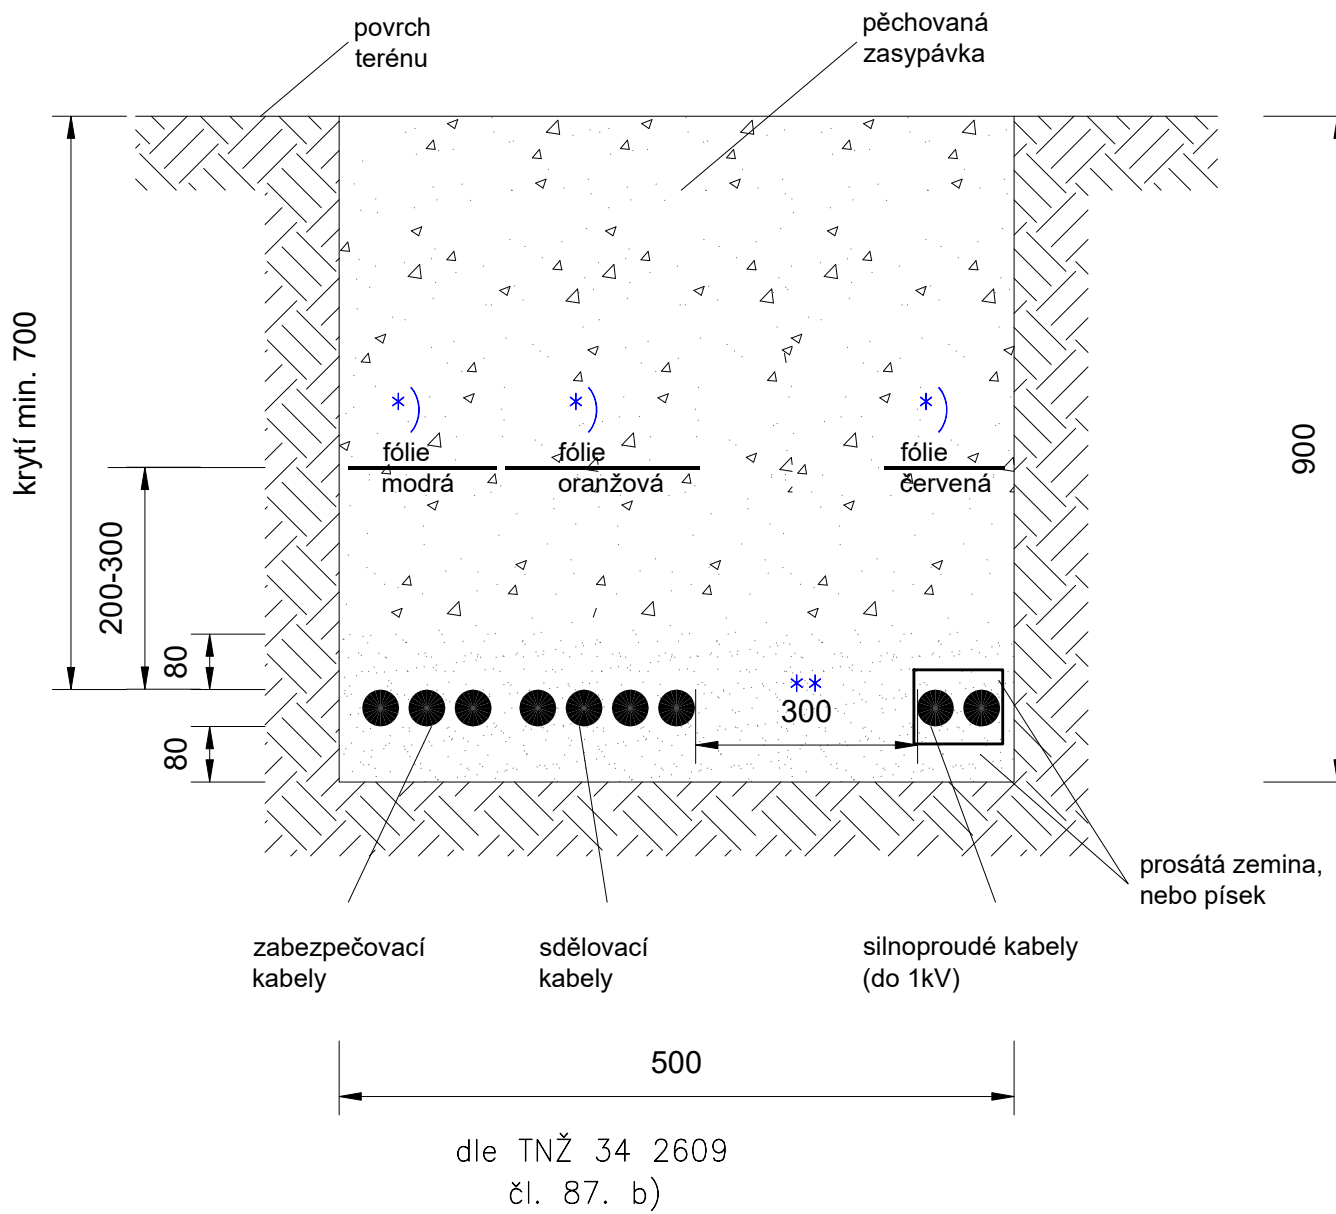 povrch
terénu
pěchovaná
zasypávka
krytí min. 700
900
*)
*)
*)
fólie
modrá
fólie
oranžová
fólie
červená
200-300
80
80
**
300
prosátá zemina,
nebo písek
zabezpečovací
kabely
sdělovací
kabely
silnoproudé kabely
(do 1kV)
500
dle TNŽ 34 2609
čl. 87. b)